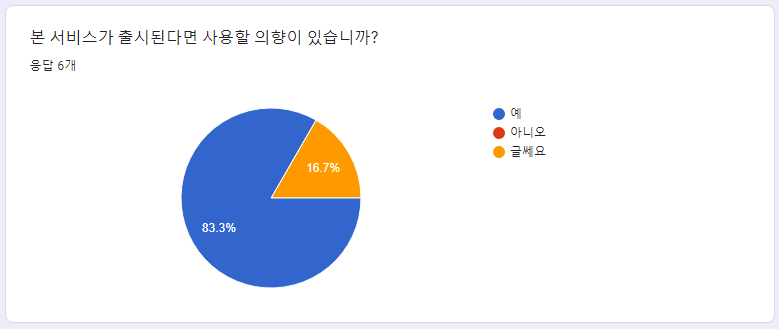 본 서비스가 출시된다면 사용할 의향이 있습니까?
응답 6개
예
아니오
글쎄요
16.7%
83.3%